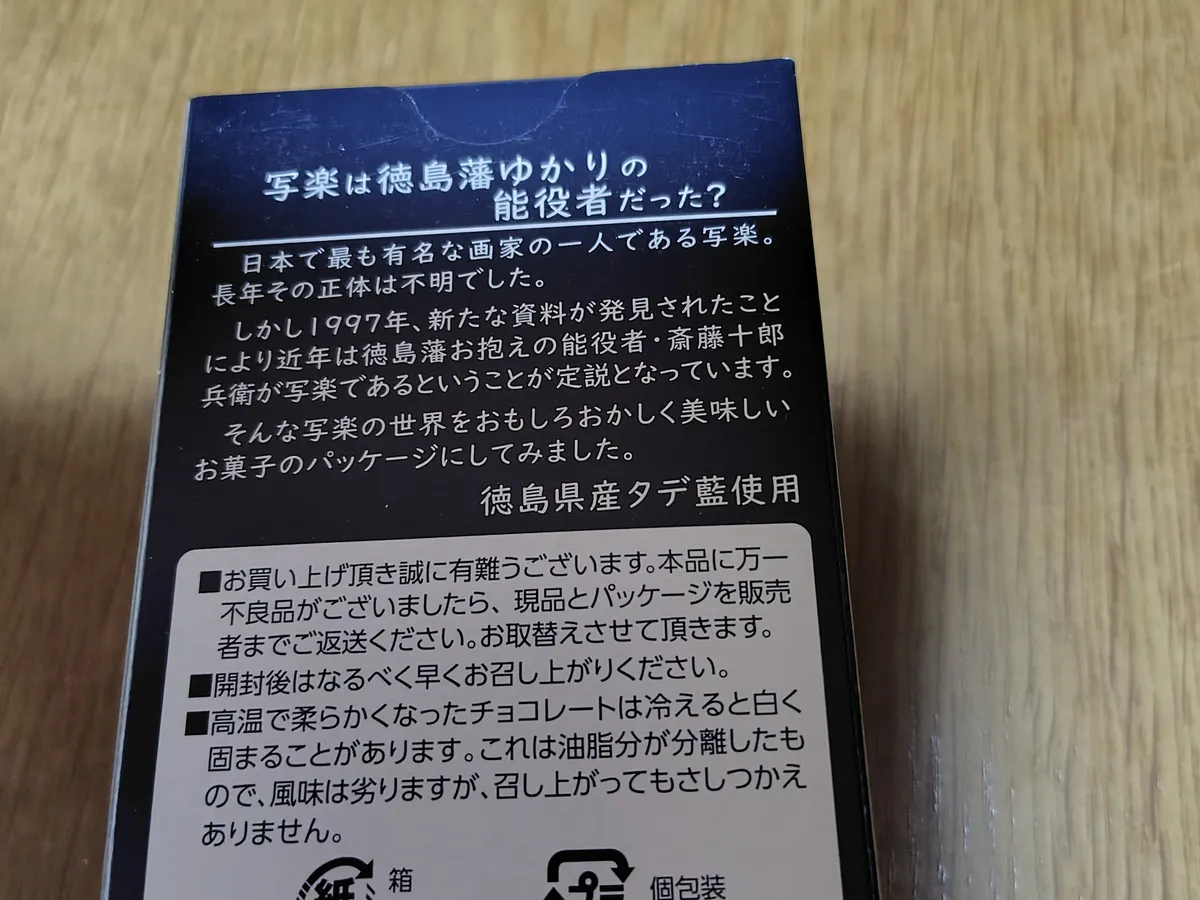 写楽は徳島藩ゆかりの
能役者だった?
日本で最も有名な画家の一人である写楽。
長年その正体は不明でした。
しかし1997年、新たな資料が発見されたこと
により近年は徳島藩お抱えの能役者・斎藤十郎
兵衛が写楽であるということが定説となっています。
そんな写楽の世界をおもしろおかしく美味しい
お菓子のパッケージにしてみました。
徳島県産タデ藍使用
■お買い上げ頂き誠に有難うございます。本品に万一
不良品がございましたら、現品とパッケージを販売
者までご返送ください。お取替えさせて頂きます。
■開封後はなるべく早くお召し上がりください。
■高温で柔らかくなったチョコレートは冷えると白く
固まることがあります。これは油脂分が分離したも
ので、風味は劣りますが、召し上がってもさしつかえ
ありません。
紙 箱 プラ 個包装